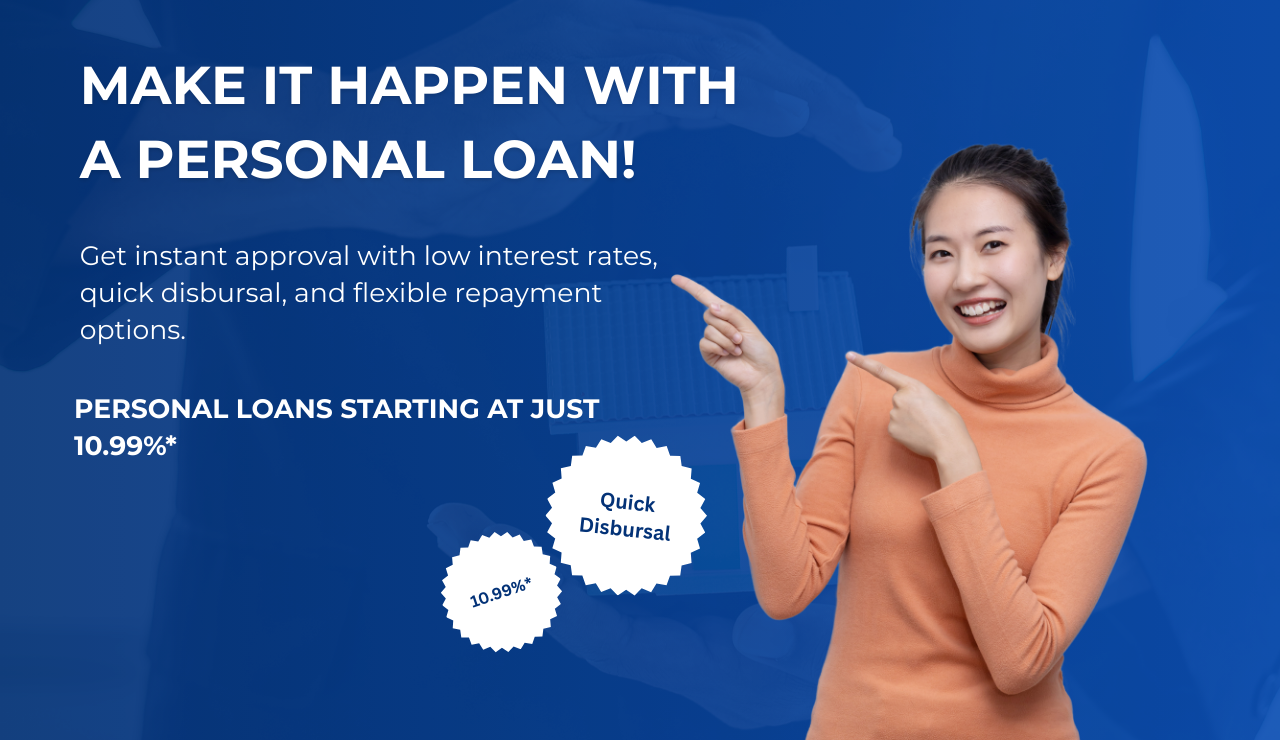 MAKE IT HAPPEN WITH
A PERSONAL LOAN!
Get instant approval with low interest rates,
quick disbursal, and flexible repayment
options.
PERSONAL LOANS STARTING AT JUST
10.99%*
Quick
Disbursal
10.99%*